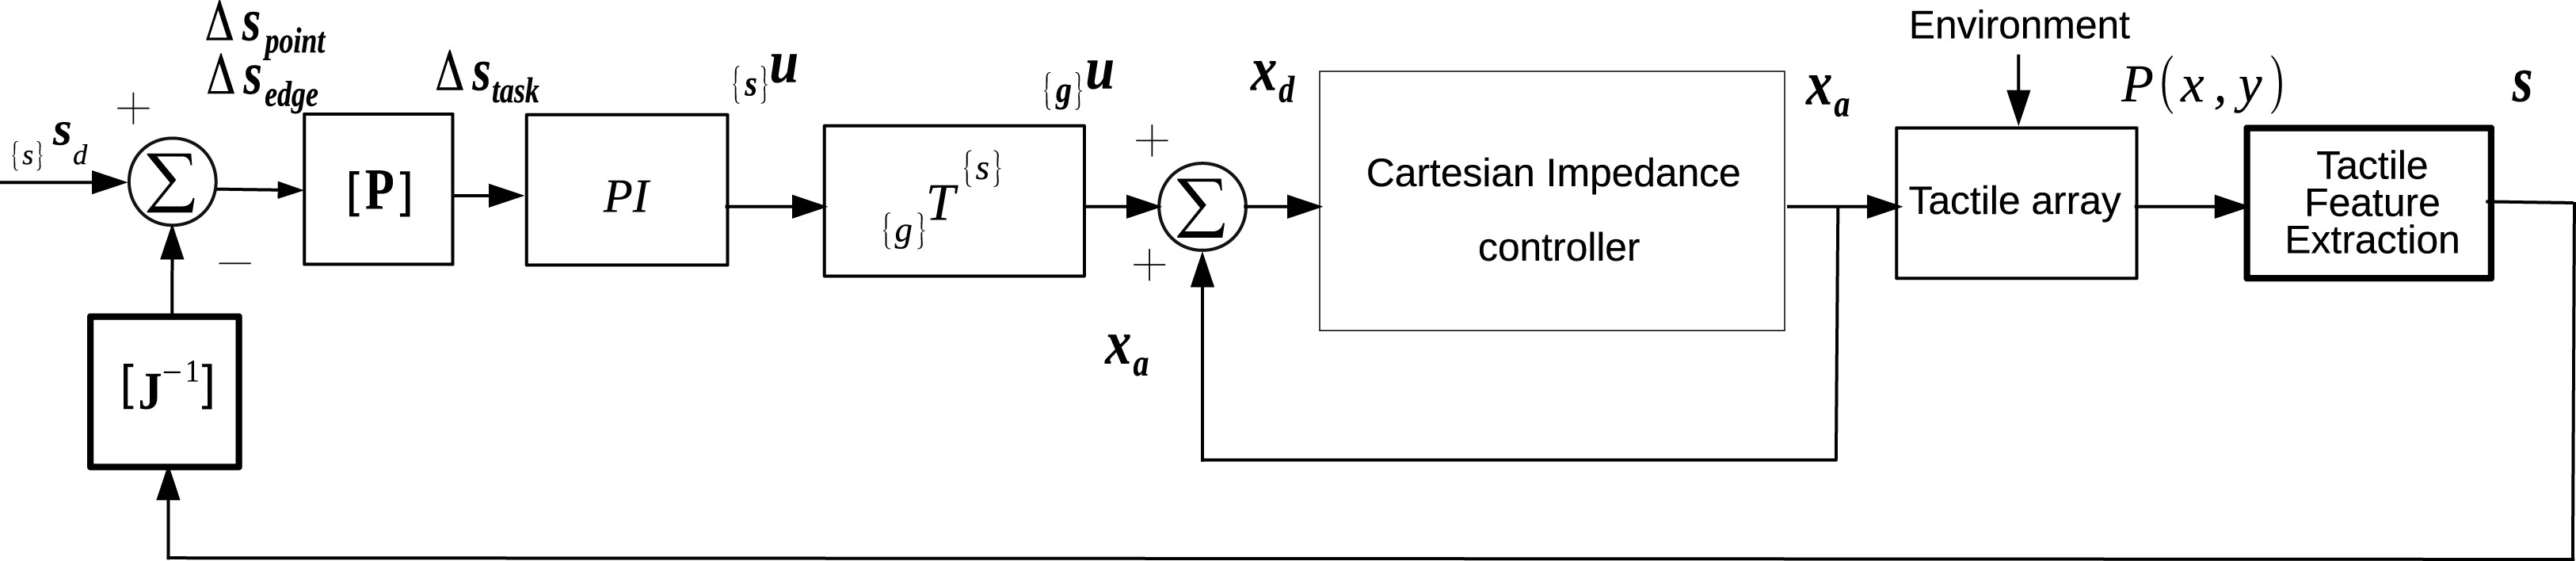 Δ s_point
Δ s_edge
Δ s_task
{s} u
{g} u
x_d
x_a
Environment
P(x, y)
s
+
{s} s_d
∑
−
[P]
PI
{g} T^{s}
+
∑
+
Cartesian Impedance
controller
Tactile array
Tactile
Feature
Extraction
x_a
[J^−1]